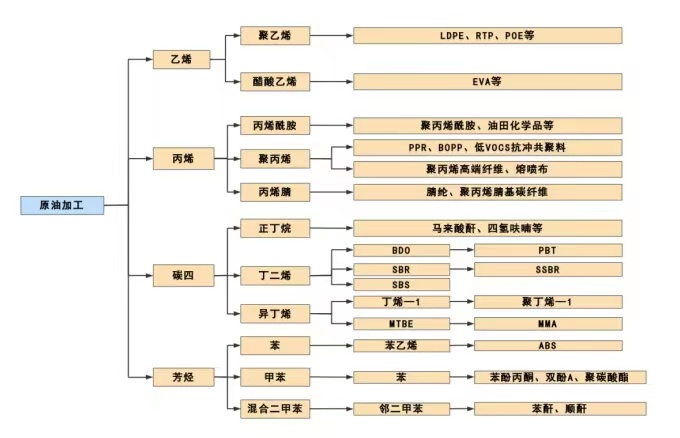 原油加工
乙烯
聚乙烯
LDPE、RTP、POE等
醋酸乙烯
EVA等
丙烯
丙烯酰胺
聚丙烯酰胺、油田化学品等
聚丙烯
PPR、BOPP、低VOCS抗冲共聚料
聚丙烯高端纤维、熔喷布
丙烯腈
腈纶、聚丙烯腈基碳纤维
碳四
正丁烷
马来酸酐、四氢呋喃等
丁二烯
BDO
PBT
SBR
SSBR
SBS
异丁烯
丁烯—1
聚丁烯—1
MTBE
MMA
芳烃
苯
苯乙烯
ABS
甲苯
苯
苯酚丙酮、双酚A、聚碳酸酯
混合二甲苯
邻二甲苯
苯酐、顺酐